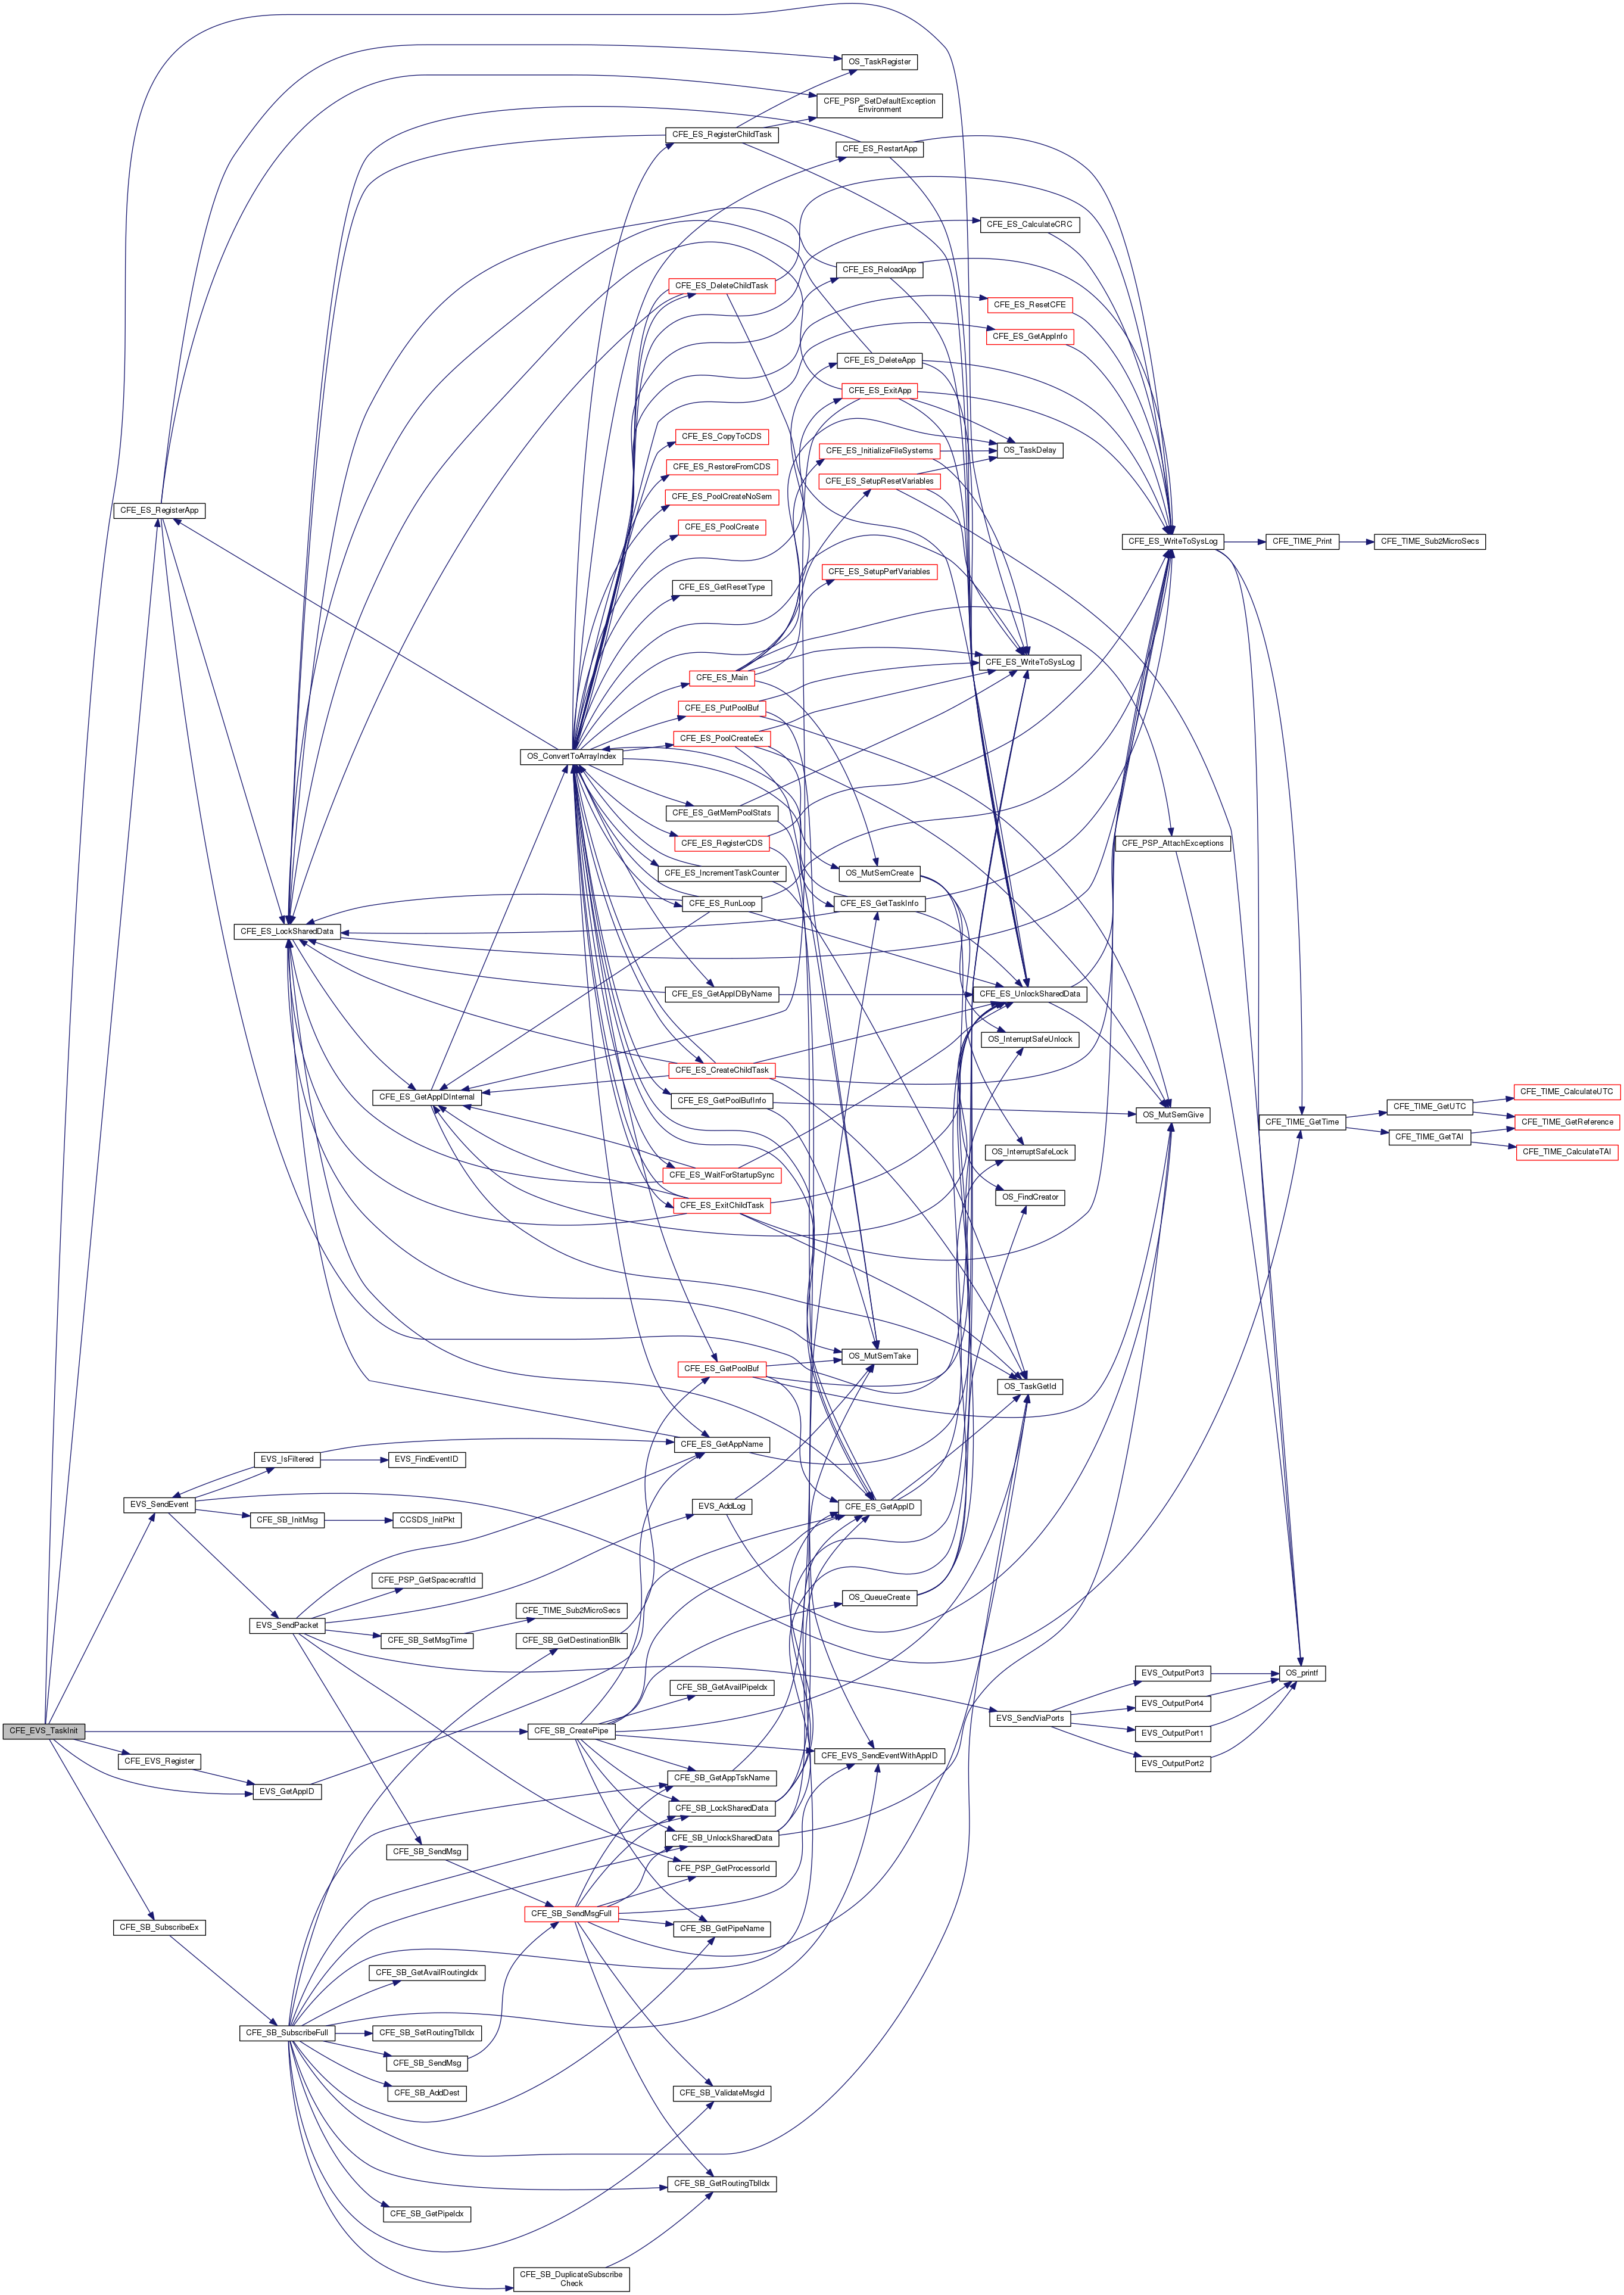 OS_TaskRegister
CFE_PSP_SetDefaultException
Environment
CFE_ES_RegisterChildTask
CFE_ES_RestartApp
CFE_ES_CalculateCRC
CFE_ES_ReloadApp
CFE_ES_DeleteChildTask
CFE_ES_ResetCFE
CFE_ES_GetAppInfo
CFE_ES_DeleteApp
CFE_ES_ExitApp
CFE_ES_CopyToCDS
CFE_ES_InitializeFileSystems
OS_TaskDelay
CFE_ES_RestoreFromCDS
CFE_ES_SetupResetVariables
CFE_ES_PoolCreateNoSem
CFE_ES_RegisterApp
CFE_ES_PoolCreate
CFE_ES_WriteToSysLog
CFE_TIME_Print
CFE_TIME_Sub2MicroSecs
CFE_ES_SetupPerfVariables
CFE_ES_GetResetType
CFE_ES_WriteToSysLog
CFE_ES_Main
CFE_ES_PutPoolBuf
CFE_ES_PoolCreateEx
OS_ConvertToArrayIndex
CFE_ES_GetMemPoolStats
CFE_ES_RegisterCDS
CFE_PSP_AttachExceptions
CFE_ES_IncrementTaskCounter
OS_MutSemCreate
CFE_ES_RunLoop
CFE_ES_GetTaskInfo
CFE_ES_LockSharedData
CFE_ES_GetAppIDByName
CFE_ES_UnlockSharedData
OS_InterruptSafeUnlock
CFE_ES_CreateChildTask
CFE_TIME_CalculateUTC
CFE_ES_GetAppIDInternal
CFE_ES_GetPoolBufInfo
CFE_TIME_GetUTC
OS_MutSemGive
CFE_TIME_GetTime
CFE_TIME_GetReference
CFE_TIME_GetTAI
CFE_TIME_CalculateTAI
OS_InterruptSafeLock
CFE_ES_WaitForStartupSync
OS_FindCreator
CFE_ES_ExitChildTask
OS_MutSemTake
CFE_ES_GetPoolBuf
OS_TaskGetId
CFE_ES_GetAppName
EVS_IsFiltered
EVS_FindEventID
EVS_SendEvent
EVS_AddLog
CFE_ES_GetAppID
CFE_SB_InitMsg
CCSDS_InitPkt
CFE_PSP_GetSpacecraftId
OS_QueueCreate
CFE_TIME_Sub2MicroSecs
EVS_SendPacket
CFE_SB_SetMsgTime
CFE_SB_GetDestinationBlk
EVS_OutputPort3
OS_printf
CFE_SB_GetAvailPipeIdx
EVS_OutputPort4
EVS_SendViaPorts
CFE_EVS_TaskInit
CFE_SB_CreatePipe
EVS_OutputPort1
CFE_EVS_SendEventWithAppID
CFE_EVS_Register
EVS_OutputPort2
CFE_SB_GetAppTskName
EVS_GetAppID
CFE_SB_LockSharedData
CFE_SB_UnlockSharedData
CFE_SB_SendMsg
CFE_PSP_GetProcessorId
CFE_SB_SendMsgFull
CFE_SB_SubscribeEx
CFE_SB_GetPipeName
CFE_SB_GetAvailRoutingIdx
CFE_SB_SubscribeFull
CFE_SB_SetRoutingTblIdx
CFE_SB_SendMsg
CFE_SB_AddDest
CFE_SB_ValidateMsgId
CFE_SB_GetRoutingTblIdx
CFE_SB_GetPipeIdx
CFE_SB_DuplicateSubscribe
Check